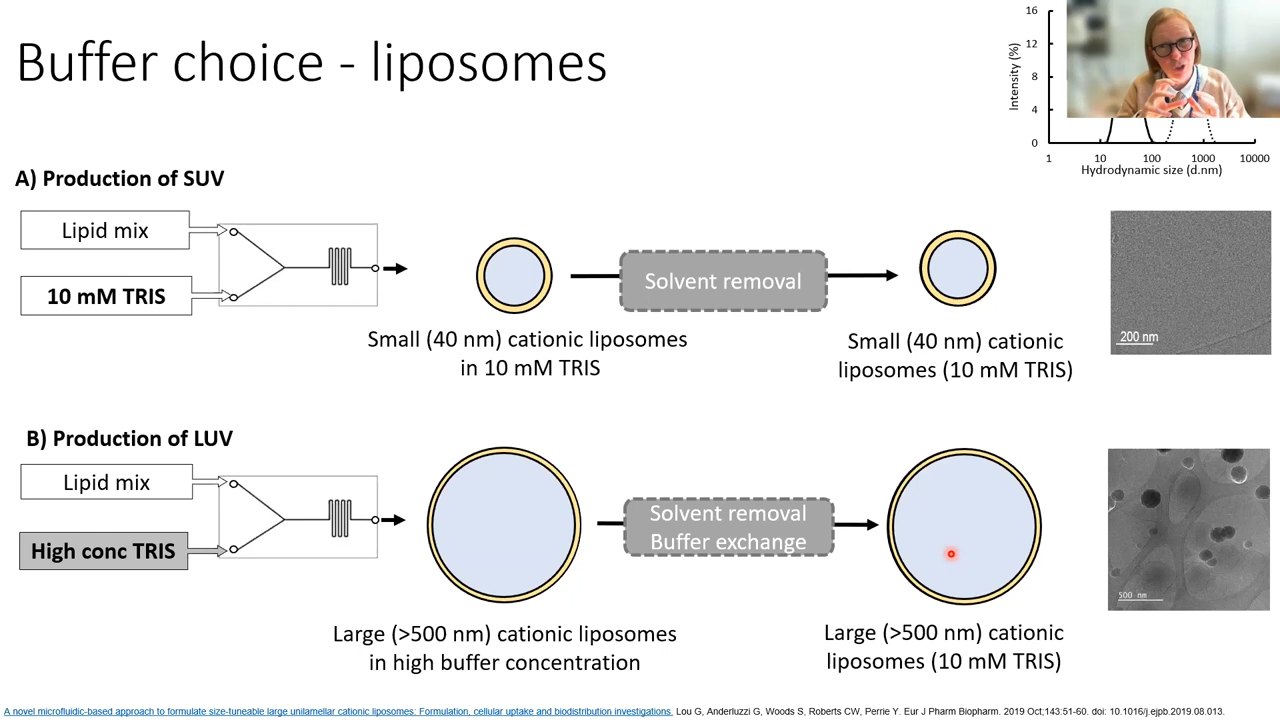 Buffer choice - liposomes
16
12
8
4
0
Intensity (%)
1
10
100
1000
10000
Hydrodynamic size (d.nm)
A) Production of SUV
Lipid mix
10 mM TRIS
Solvent removal
Small (40 nm) cationic liposomes
in 10 mM TRIS
Small (40 nm) cationic
liposomes (10 mM TRIS)
200 nm
B) Production of LUV
Lipid mix
High conc TRIS
Solvent removal
Buffer exchange
Large (>500 nm) cationic liposomes
in high buffer concentration
Large (>500 nm) cationic
liposomes (10 mM TRIS)
500 nm
A novel microfluidic-based approach to formulate size-tuneable large unilamellar cationic liposomes: Formulation, cellular uptake and biodistribution investigations. Lou G, Anderluzzi G, Woods S, Roberts CW, Perrie Y. Eur J Pharm Biopharm. 2019 Oct;143:51-60. doi: 10.1016/j.ejpb.2019.08.013.